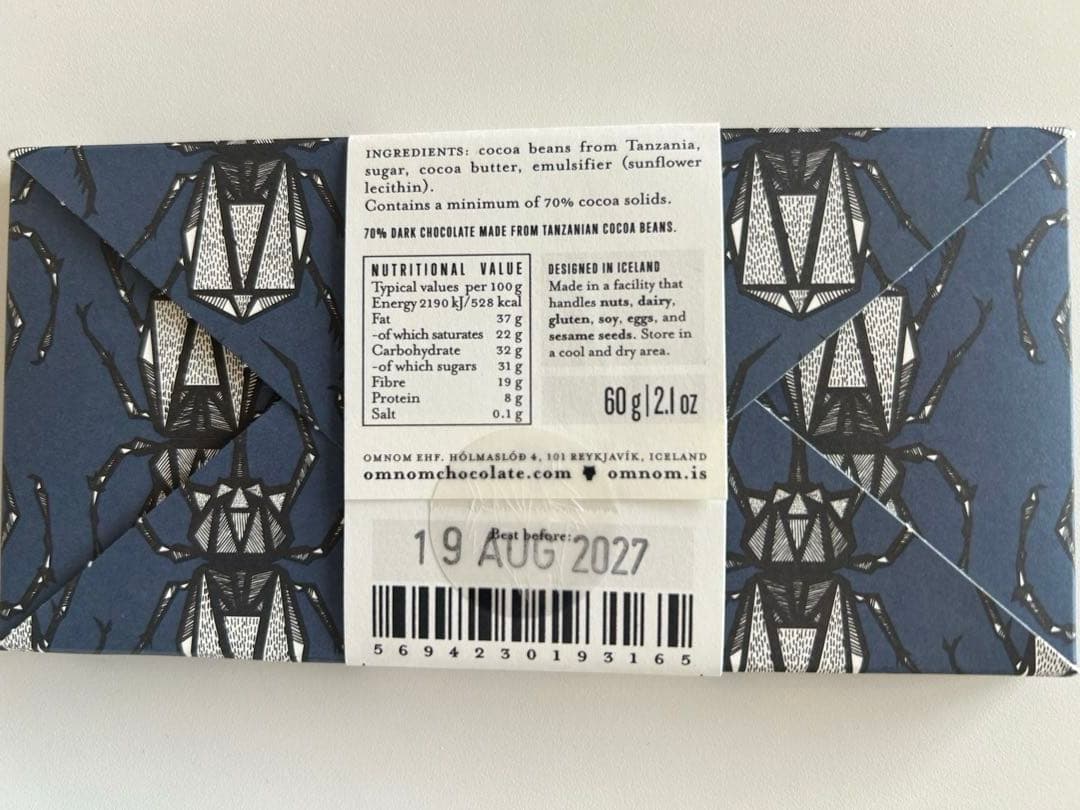 INGREDIENTS: cocoa beans from Tanzania,
sugar, cocoa butter, emulsifier (sunflower
lecithin).
Contains a minimum of 70% cocoa solids.
70% DARK CHOCOLATE MADE FROM TANZANIAN COCOA BEANS.
NUTRITIONAL VALUE
Typical values per 100 g
Energy 2190 kJ/528 kcal
Fat 37 g
-of which saturates 22 g
Carbohydrate 32 g
-of which sugars 31 g
Fibre 19 g
Protein 8 g
Salt 0.1 g
DESIGNED IN ICELAND
Made in a facility that
handles nuts, dairy,
gluten, soy, eggs, and
sesame seeds. Store in
a cool and dry area.
60 g | 2.1 oz
OMNOM EHF. HÓLMASLÓÐ 4, 101 REYKJAVÍK, ICELAND
omnomchocolate.com omnom.is
Best before:
19 AUG 2027
5694230193165